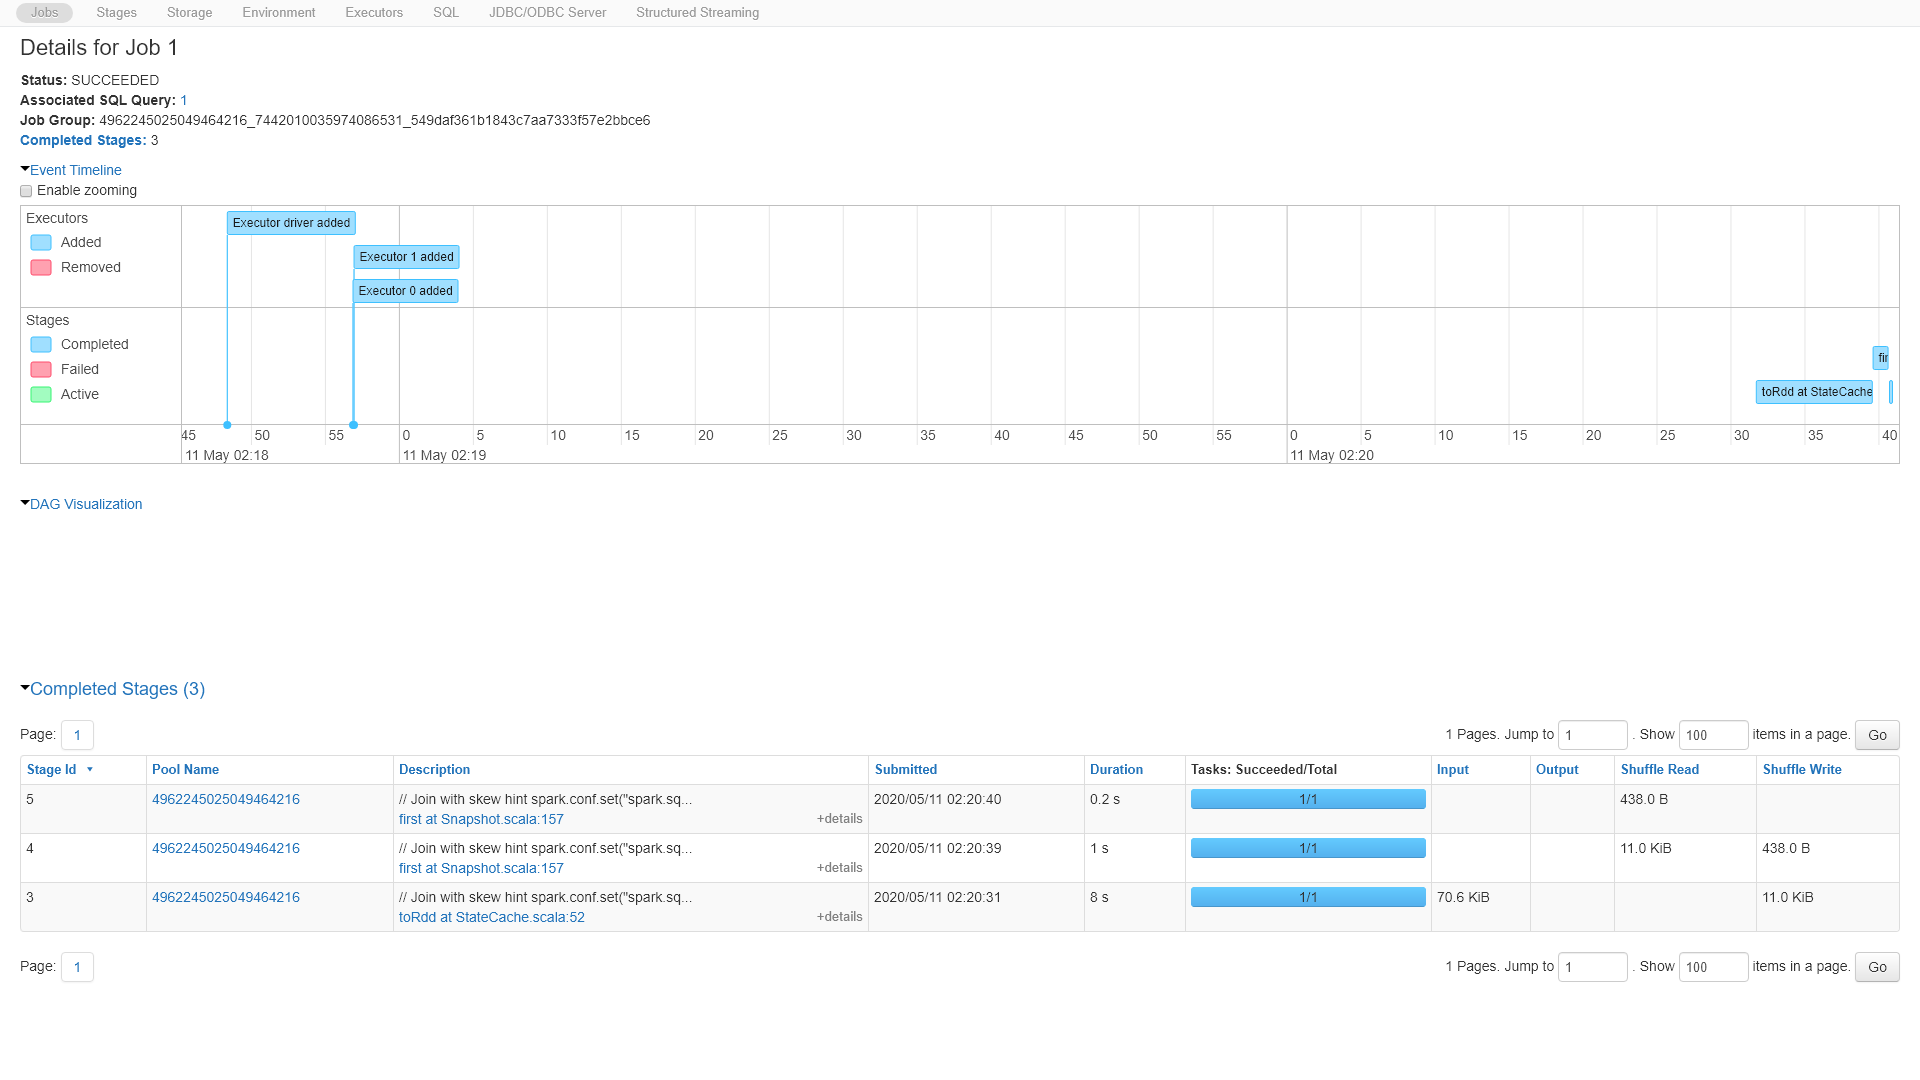 Jobs Stages Storage Environment Executors SQL JDBC/ODBC Server Structured Streaming
Details for Job 1
Status: SUCCEEDED
Associated SQL Query: 1
Job Group: 4962245025049464216_7442010035974086531_549daf361b1843c7aa7333f57e2bbce6
Completed Stages: 3
Event Timeline
Enable zooming
Executors
Added
Removed
Executor driver added
Executor 1 added
Executor 0 added
Stages
Completed
Failed
Active
fir
toRdd at StateCache
45 50 55 0 5 10 15 20 25 30 35 40 45 50 55 0 5 10 15 20 25 30 35 40
11 May 02:18 11 May 02:19 11 May 02:20
DAG Visualization
Completed Stages (3)
Page: 1 1 Pages. Jump to 1 . Show 100 items in a page. Go
Stage Id Pool Name Description Submitted Duration Tasks: Succeeded/Total Input Output Shuffle Read Shuffle Write
5 4962245025049464216 // Join with skew hint spark.conf.set("spark.sq... 2020/05/11 02:20:40 0.2 s 1/1 438.0 B
first at Snapshot.scala:157 +details
4 4962245025049464216 // Join with skew hint spark.conf.set("spark.sq... 2020/05/11 02:20:39 1 s 1/1 11.0 KiB 438.0 B
first at Snapshot.scala:157 +details
3 4962245025049464216 // Join with skew hint spark.conf.set("spark.sq... 2020/05/11 02:20:31 8 s 1/1 70.6 KiB 11.0 KiB
toRdd at StateCache.scala:52 +details
Page: 1 1 Pages. Jump to 1 . Show 100 items in a page. Go